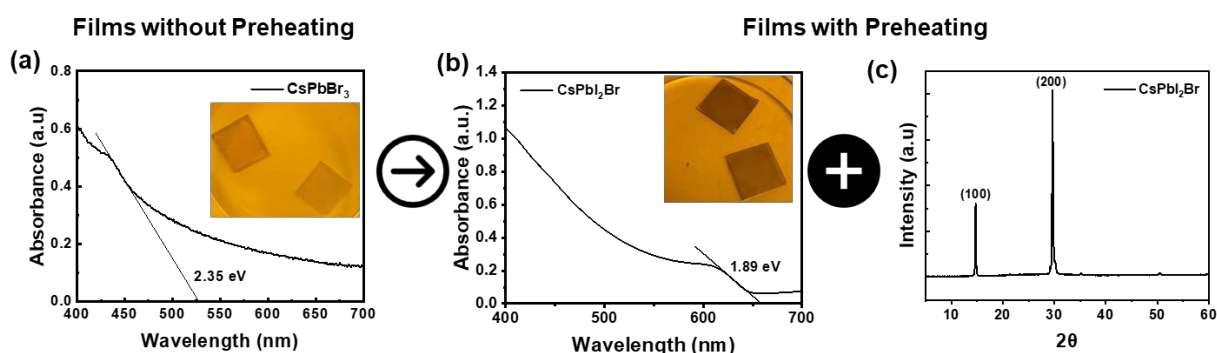 Films without Preheating
Films with Preheating
(a)
0.8
0.6
0.4
0.2
0.0
Absorbance (a.u)
CsPbBr₃
2.35 eV
400 450 500 550 600 650 700
Wavelength (nm)
(b)
1.4
1.2
1.0
0.8
0.6
0.4
0.2
0.0
Absorbance (a.u.)
CsPbI₂Br
1.89 eV
400 500 600 700
Wavelength (nm)
(c)
Intensity (a.u)
(200)
CsPbI₂Br
(100)
10 20 30 40 50 60
2θ